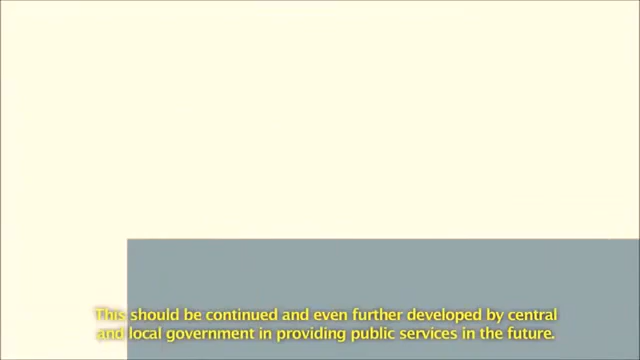 This should be continued and even further developed by central
and local government in providing public services in the future.